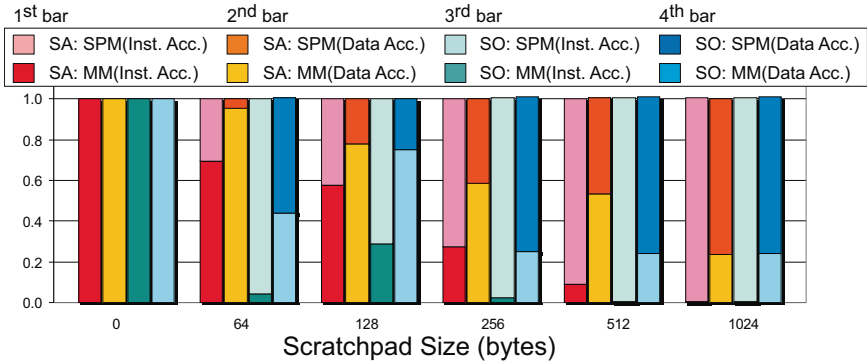 1st bar 2nd bar 3rd bar 4th bar
SA: SPM(Inst. Acc.) SA: SPM(Data Acc.) SO: SPM(Inst. Acc.) SO: SPM(Data Acc.)
SA: MM(Inst. Acc.) SA: MM(Data Acc.) SO: MM(Inst. Acc.) SO: MM(Data Acc.)
1.0
0.8
0.6
0.4
0.2
0.0
0 64 128 256 512 1024
Scratchpad Size (bytes)